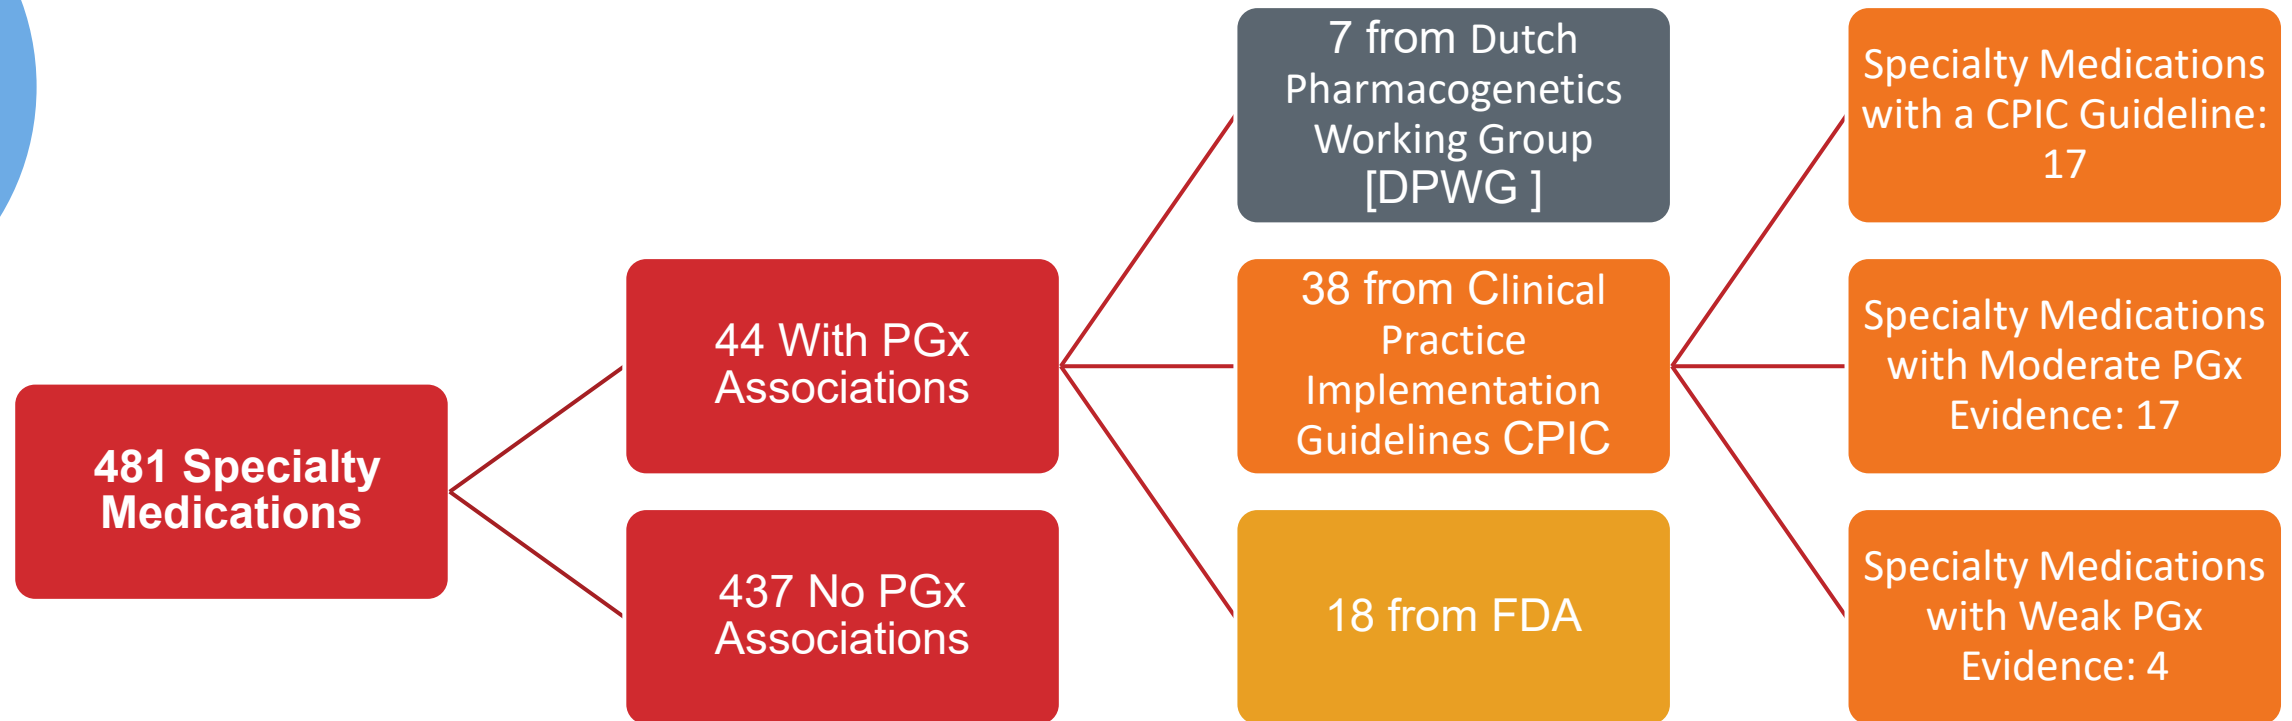 481 Specialty
Medications
44 With PGx
Associations
437 No PGx
Associations
7 from Dutch
Pharmacogenetics
Working Group
[DPWG ]
38 from Clinical
Practice
Implementation
Guidelines CPIC
18 from FDA
Specialty Medications
with a CPIC Guideline:
17
Specialty Medications
with Moderate PGx
Evidence: 17
Specialty Medications
with Weak PGx
Evidence: 4